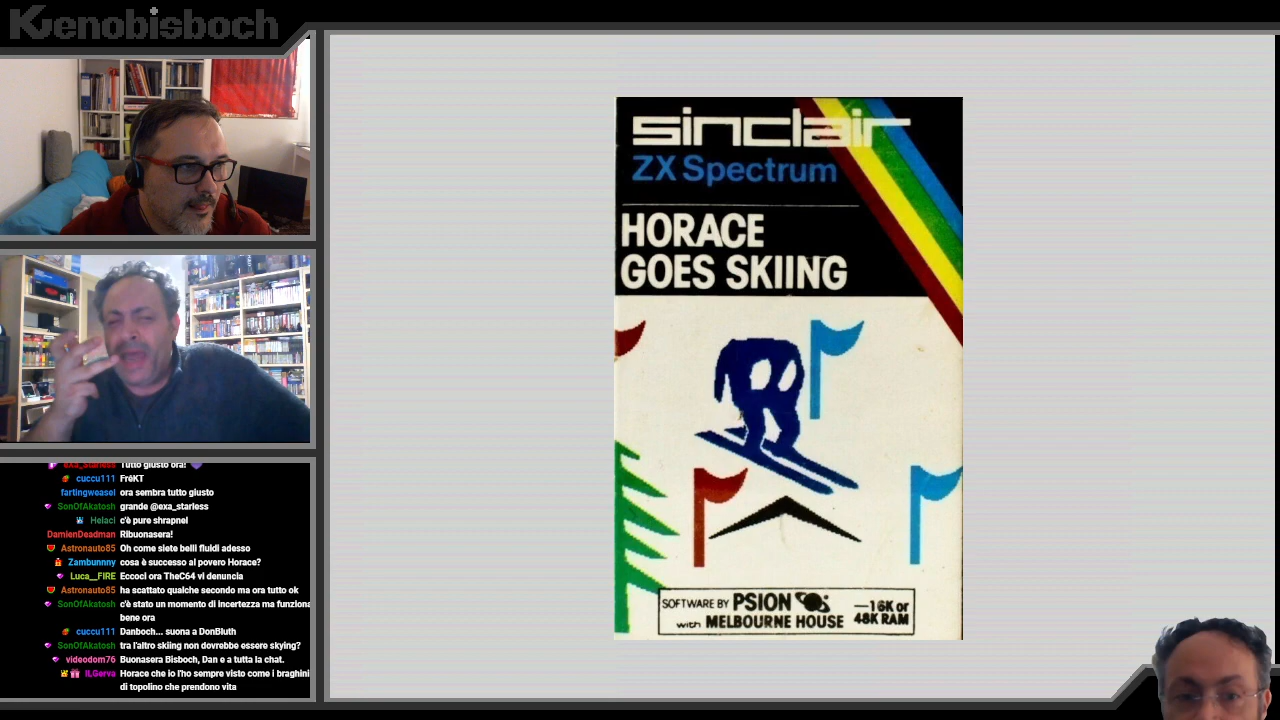 Kenobisboch
sinclair
ZX Spectrum
HORACE
GOES SKIING
SOFTWARE BY PSION
with MELBOURNE HOUSE
—16K or
48K RAM
exa_Starless Tutto giusto ora!
cuccu111 FrèKT
fartingweasel ora sembra tutto giusto
SonOfAkatosh grande @exa_starless
Helaci c'è pure shrapnel
DamienDeadman Ribuonasera!
Astronauto85 Oh come siete belli fluidi adesso
Zambunnny cosa è successo al povero Horace?
Luca__FIRE Eccoci ora TheC64 vi denuncia
Astronauto85 ha scattato qualche secondo ma ora tutto ok
SonOfAkatosh c'è stato un momento di incertezza ma funziona
bene ora
cuccu111 Danboch... suona a DonBluth
SonOfAkatosh tra l'altro skiing non dovrebbe essere skying?
videodom76 Buonasera Bisboch, Dan e a tutta la chat.
ILGerva Horace che io l'ho sempre visto come i braghini
di topolino che prendono vita